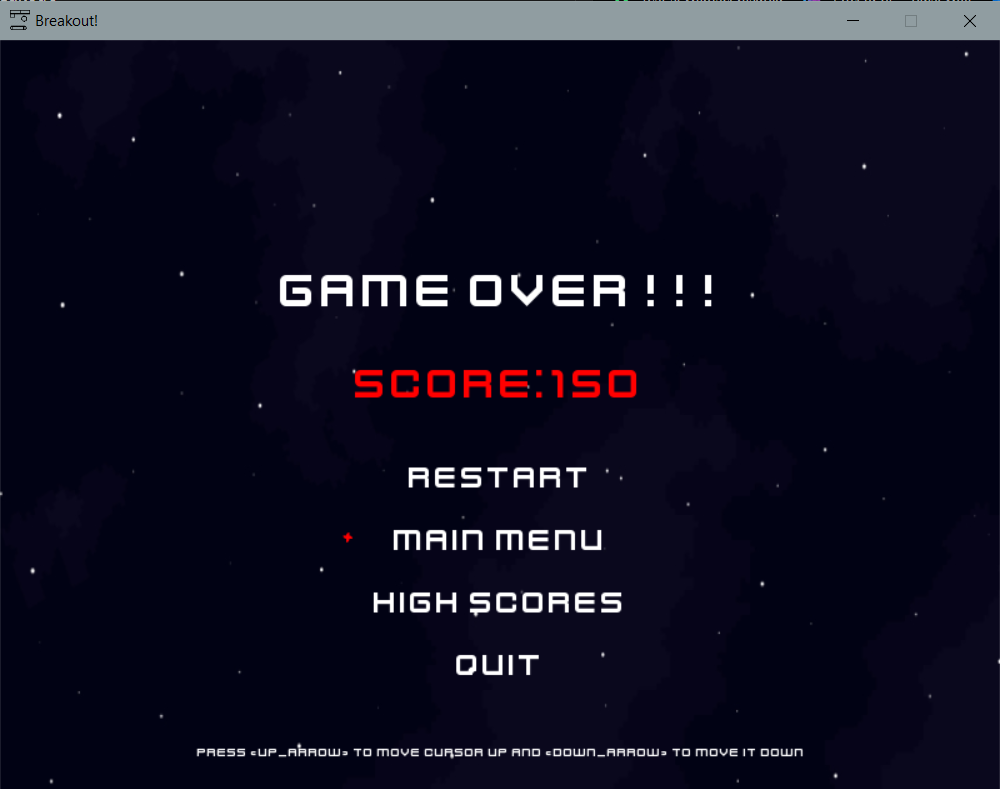 Breakout!
GAME OVER ! ! !
SCORE:150
RESTART
MAIN MENU
HIGH SCORES
QUIT
PRESS <UP_ARROW> TO MOVE CURSOR UP AND <DOWN_ARROW> TO MOVE IT DOWN